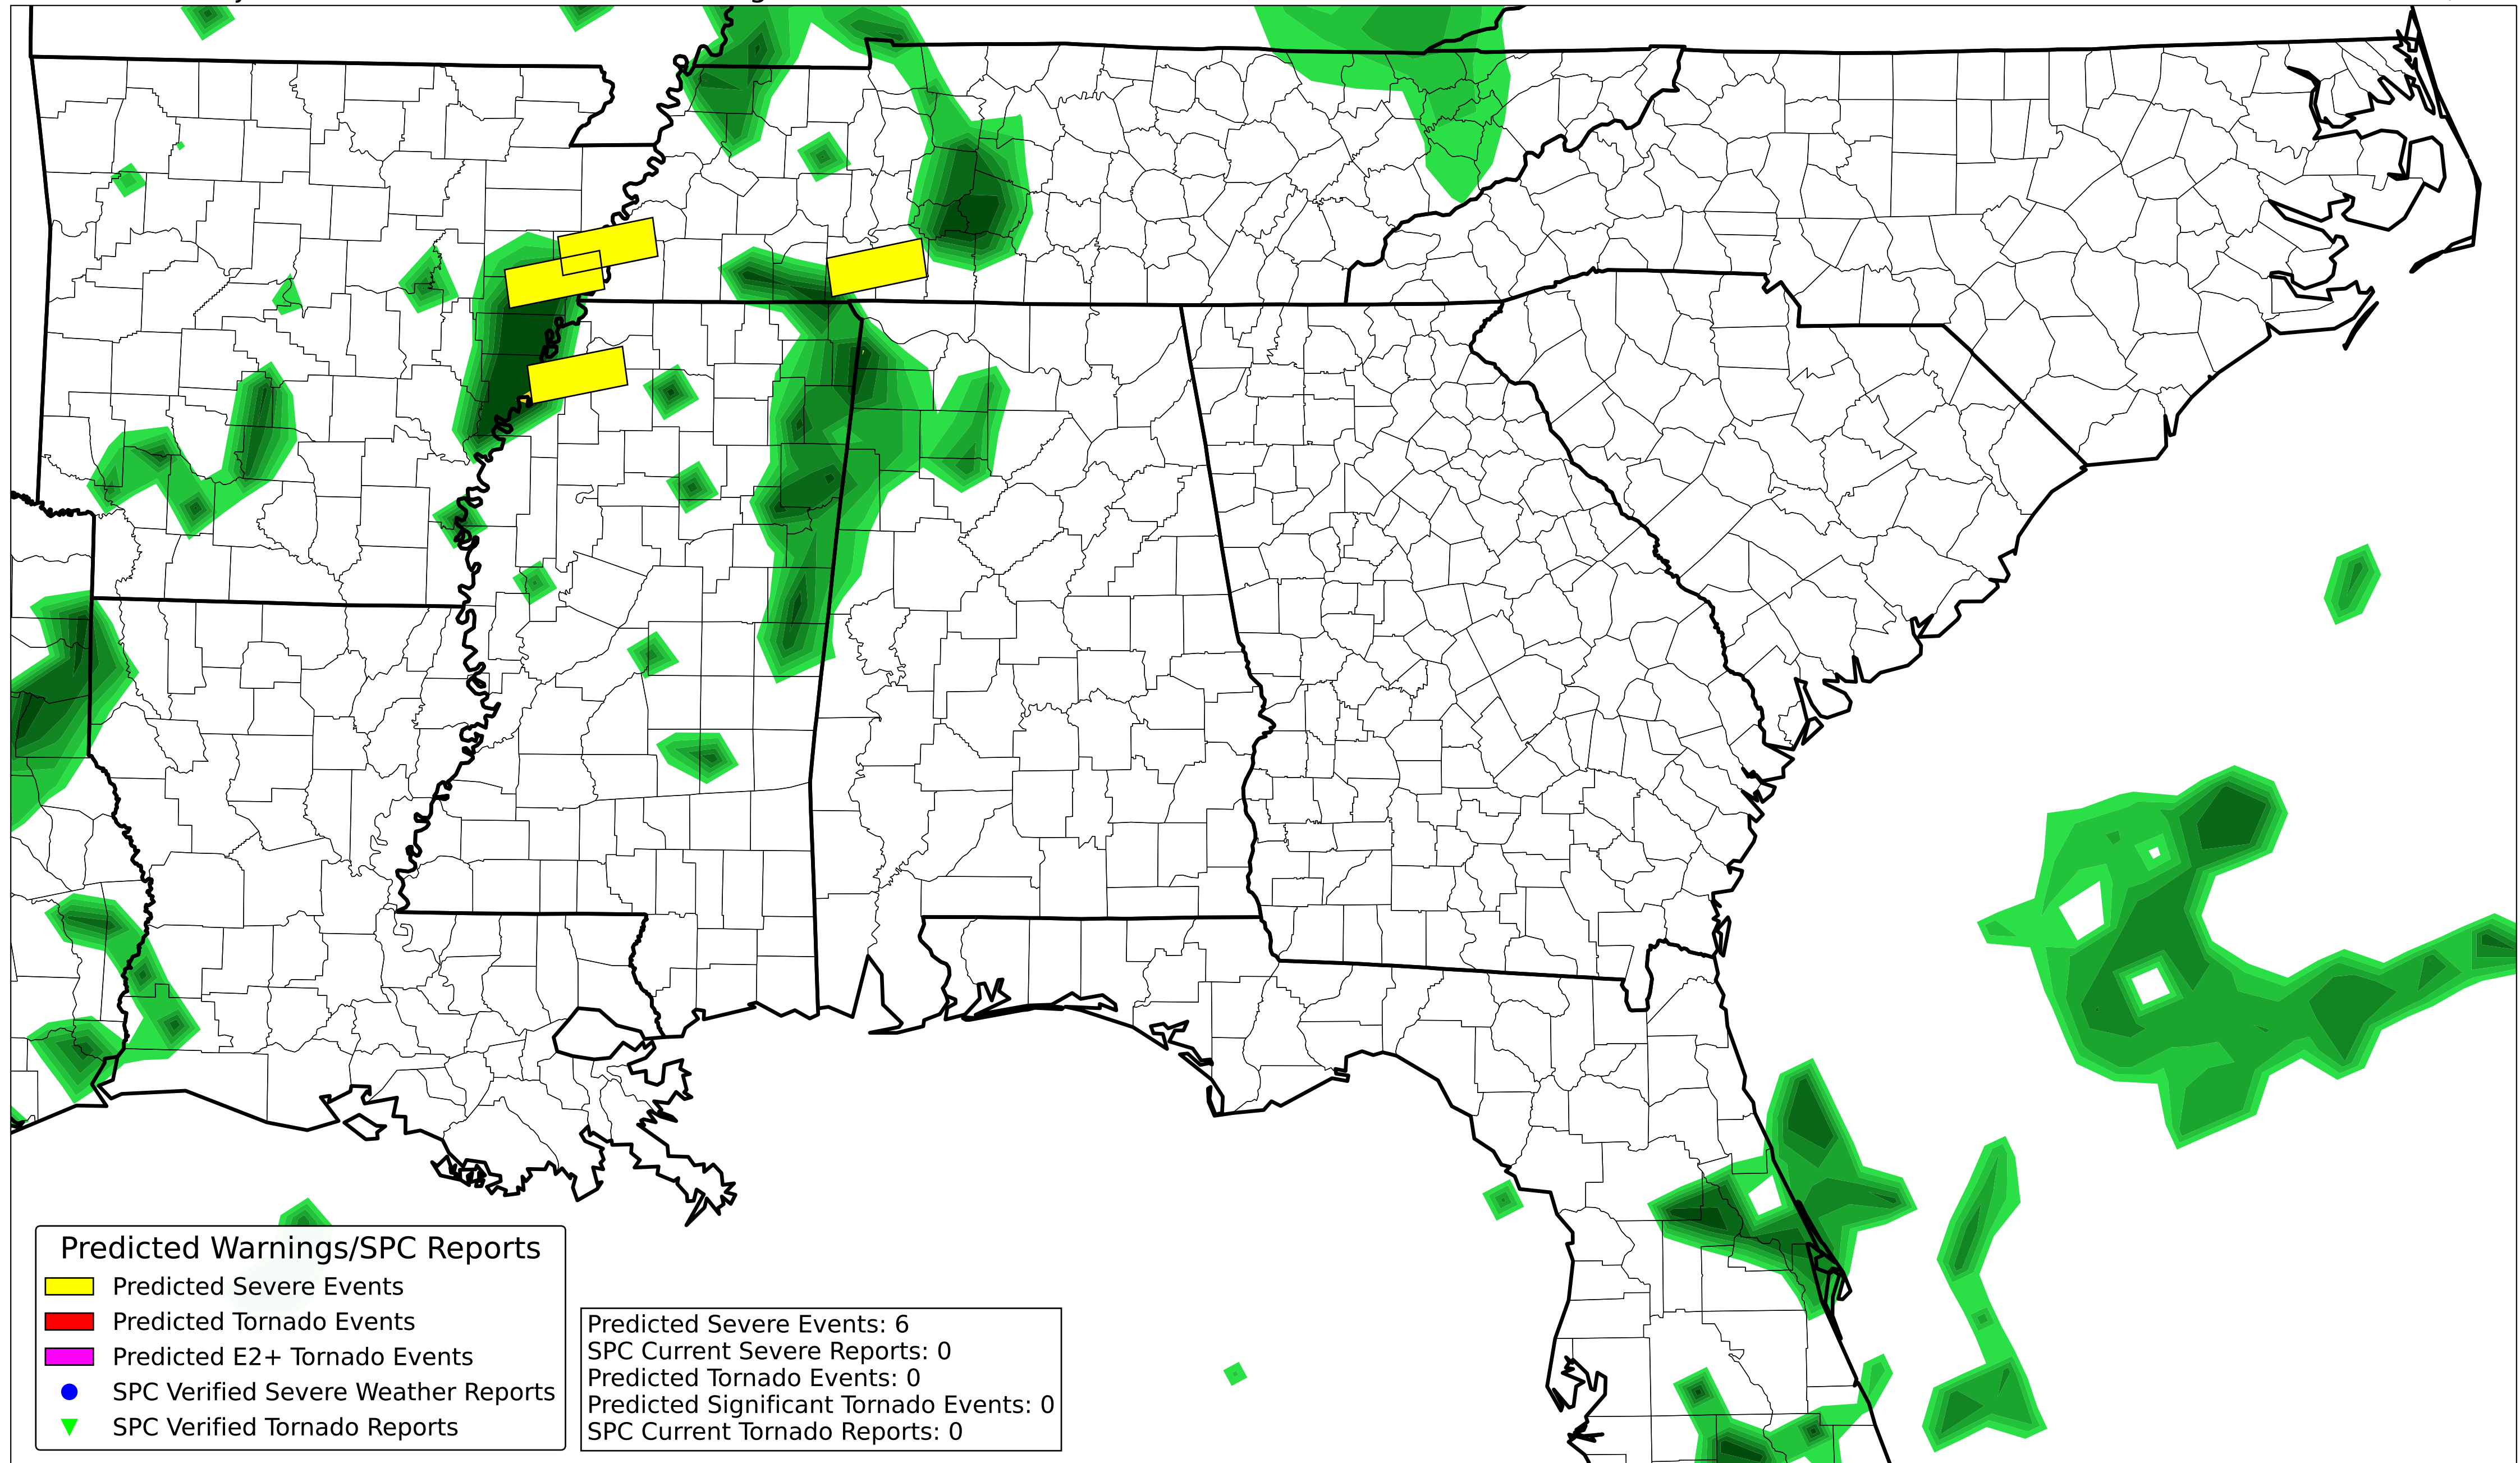 Predicted Warnings/SPC Reports
Predicted Severe Events
Predicted Tornado Events
Predicted E2+ Tornado Events
SPC Verified Severe Weather Reports
SPC Verified Tornado Reports
Predicted Severe Events: 6
SPC Current Severe Reports: 0
Predicted Tornado Events: 0
Predicted Significant Tornado Events: 0
SPC Current Tornado Reports: 0